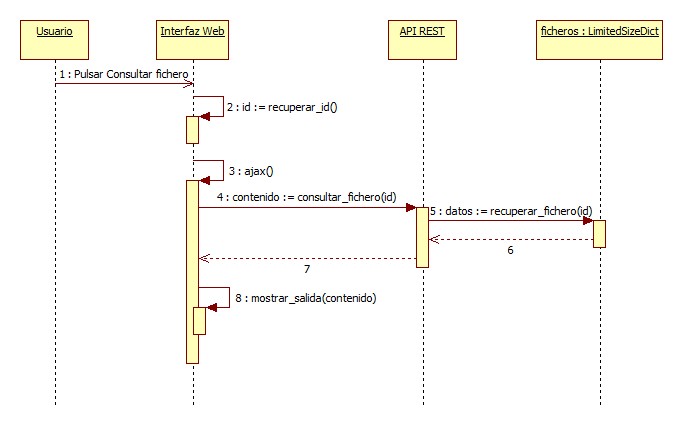 Usuario
Interfaz Web
API REST
ficheros : LimitedSizeDict
1 : Pulsar Consultar fichero
2 : id := recuperar_id()
3 : ajax()
4 : contenido := consultar_fichero(id)
5 : datos := recuperar_fichero(id)
6
7
8 : mostrar_salida(contenido)